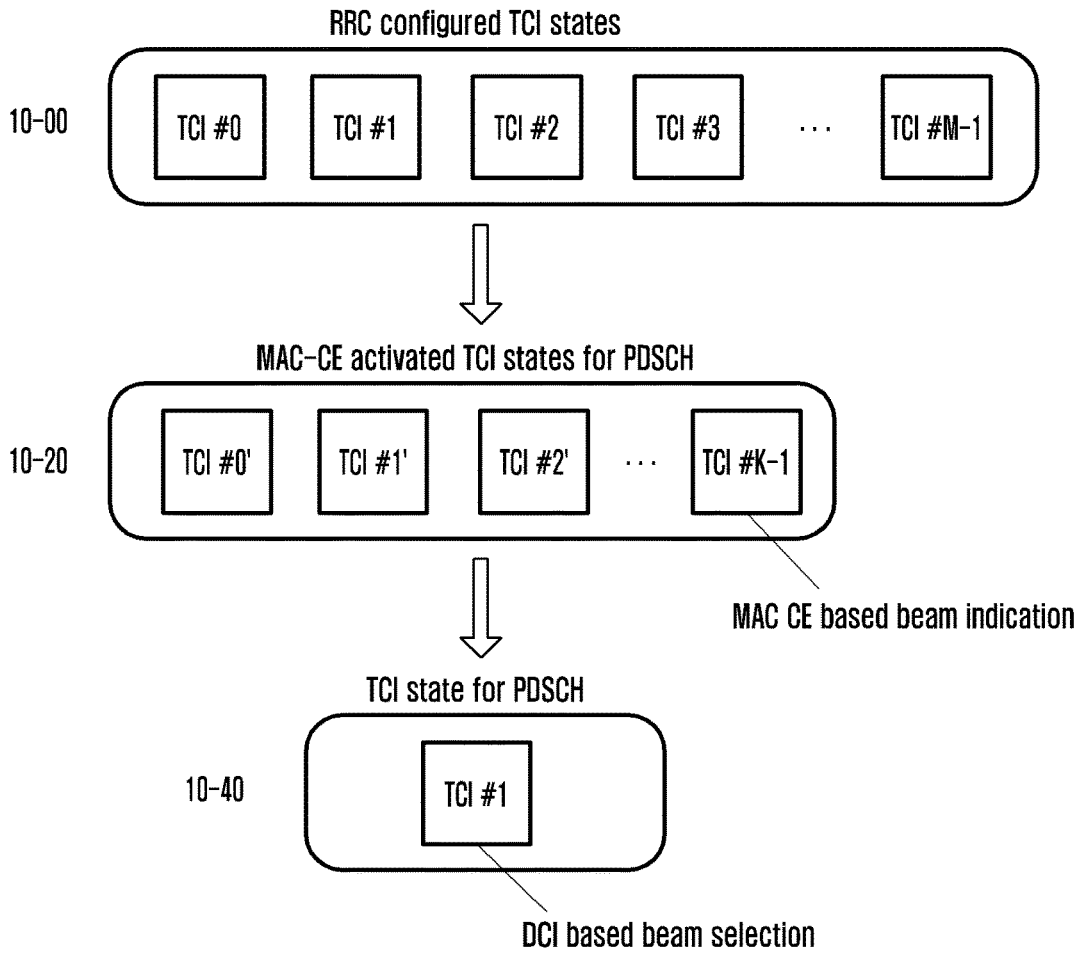 RRC configured TCI states
10-00
TCI #0 TCI #1 TCI #2 TCI #3 ... TCI #M-1
MAC-CE activated TCI states for PDSCH
10-20
TCI #0' TCI #1' TCI #2' ... TCI #K-1
MAC CE based beam indication
TCI state for PDSCH
10-40
TCI #1
DCI based beam selection